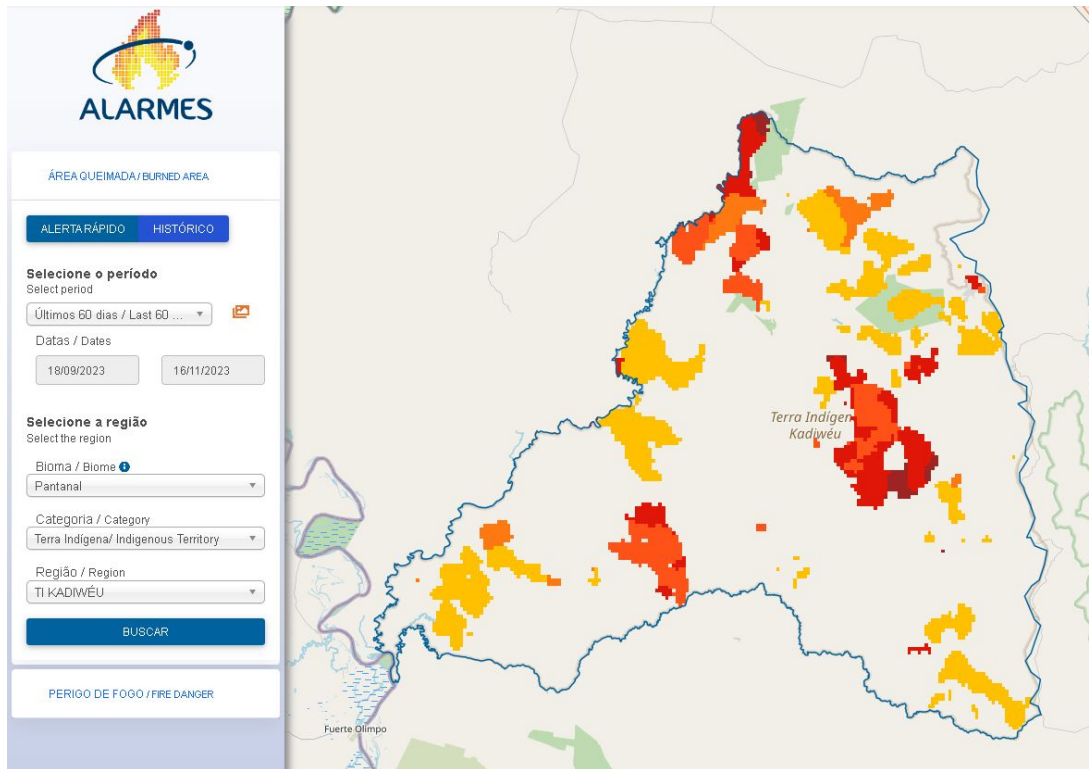 ALARMES
ÁREA QUEIMADA / BURNED AREA
ALERTA RÁPIDO
HISTÓRICO
Selecione o período
Select period
Últimos 60 dias / Last 60 ...
Datas / Dates
18/09/2023
16/11/2023
Selecione a região
Select the region
Bioma / Biome
Pantanal
Categoria / Category
Terra Indígena/ Indigenous Territory
Região / Region
TI KADIWÉU
BUSCAR
PERIGO DE FOGO / FIRE DANGER
Terra Indígen
Kadiwéu
Fuerte Olimpo